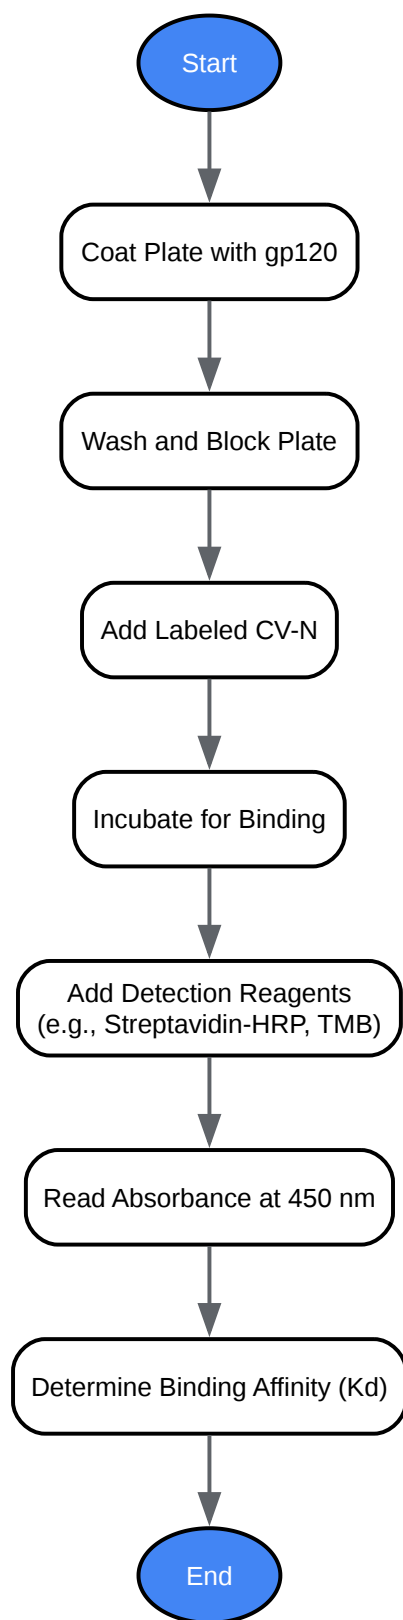 Start
Coat Plate with gp120
Wash and Block Plate
Add Labeled CV-N
Incubate for Binding
Add Detection Reagents
(e.g., Streptavidin-HRP, TMB)
Read Absorbance at 450 nm
Determine Binding Affinity (Kd)
End